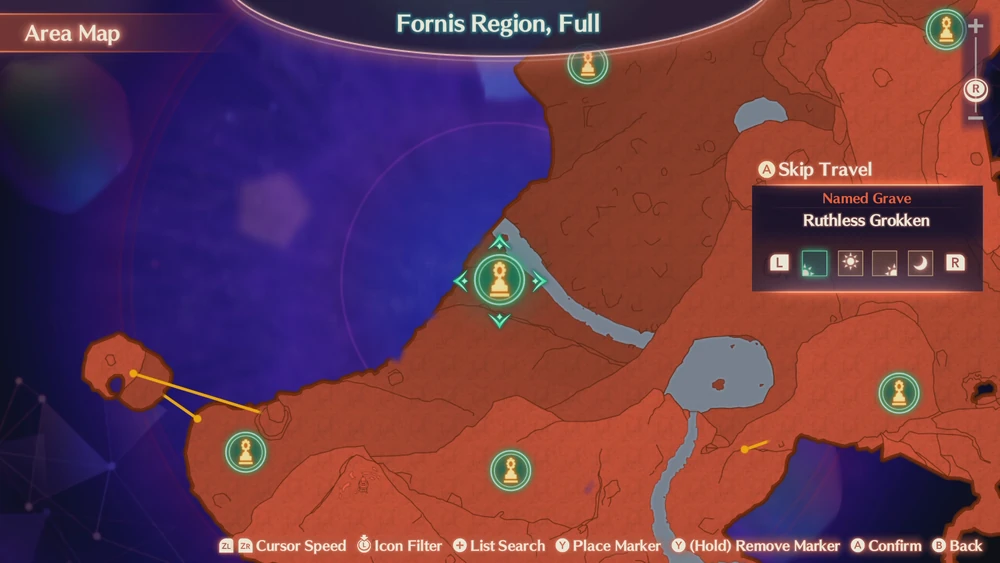 Area Map
Fornis Region, Full
R
A Skip Travel
Named Grave
Ruthless Grokken
L R
ZL ZR Cursor Speed L Icon Filter + List Search Y Place Marker Y (Hold) Remove Marker A Confirm B Back